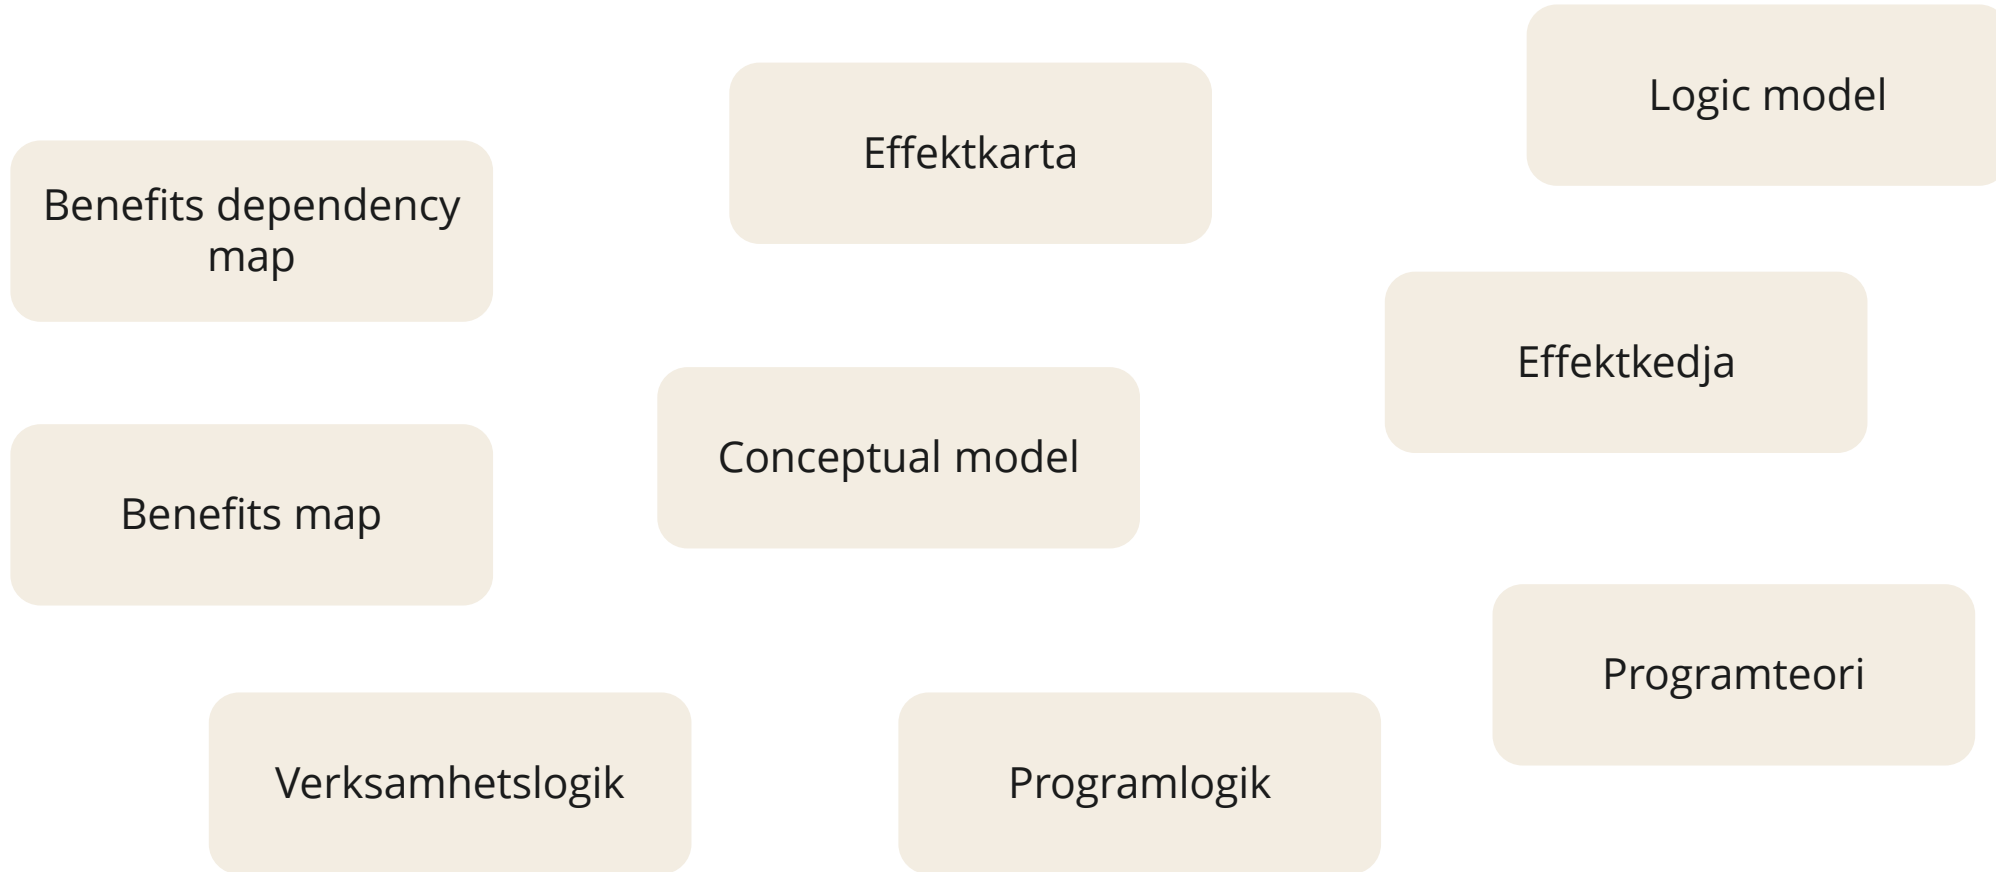 Logic model
Effektkarta
Benefits dependency
map
Effektkedja
Conceptual model
Benefits map
Programteori
Verksamhetslogik
Programlogik